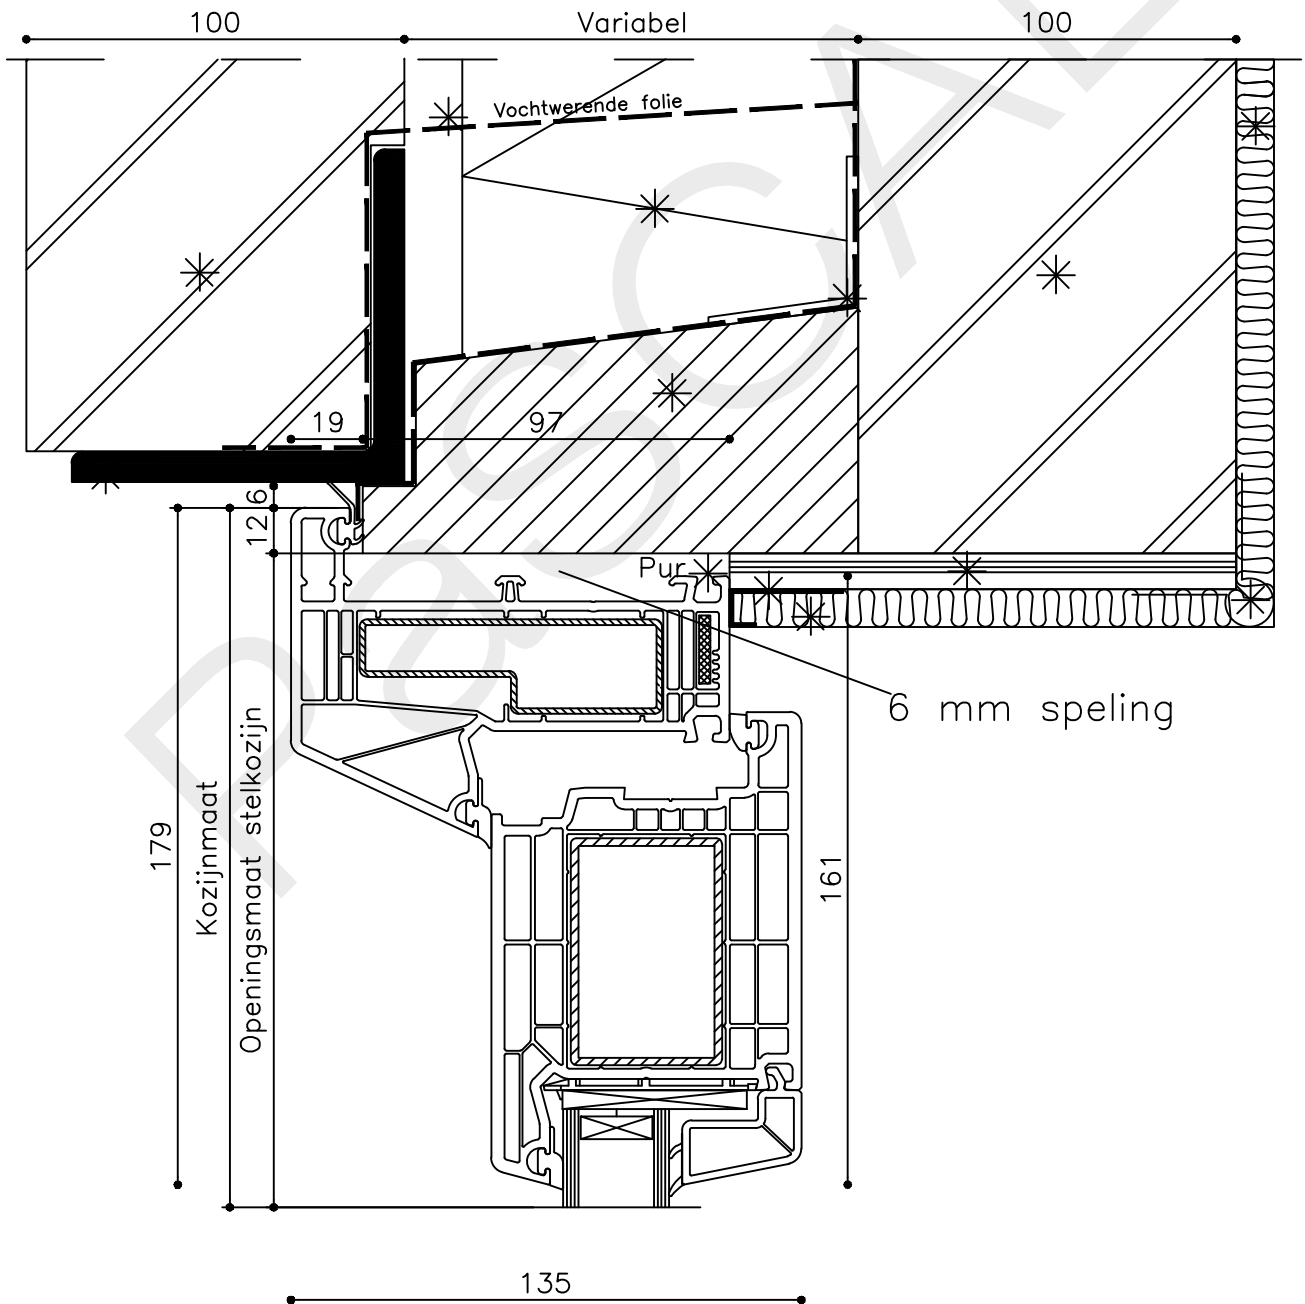 100
Variabel
100
Vochtwerende folie
19
97
6
12
Pur
6 mm speling
179
Kozijnmaat
Openingsmaat stelkozijn
161
135
PasCAL